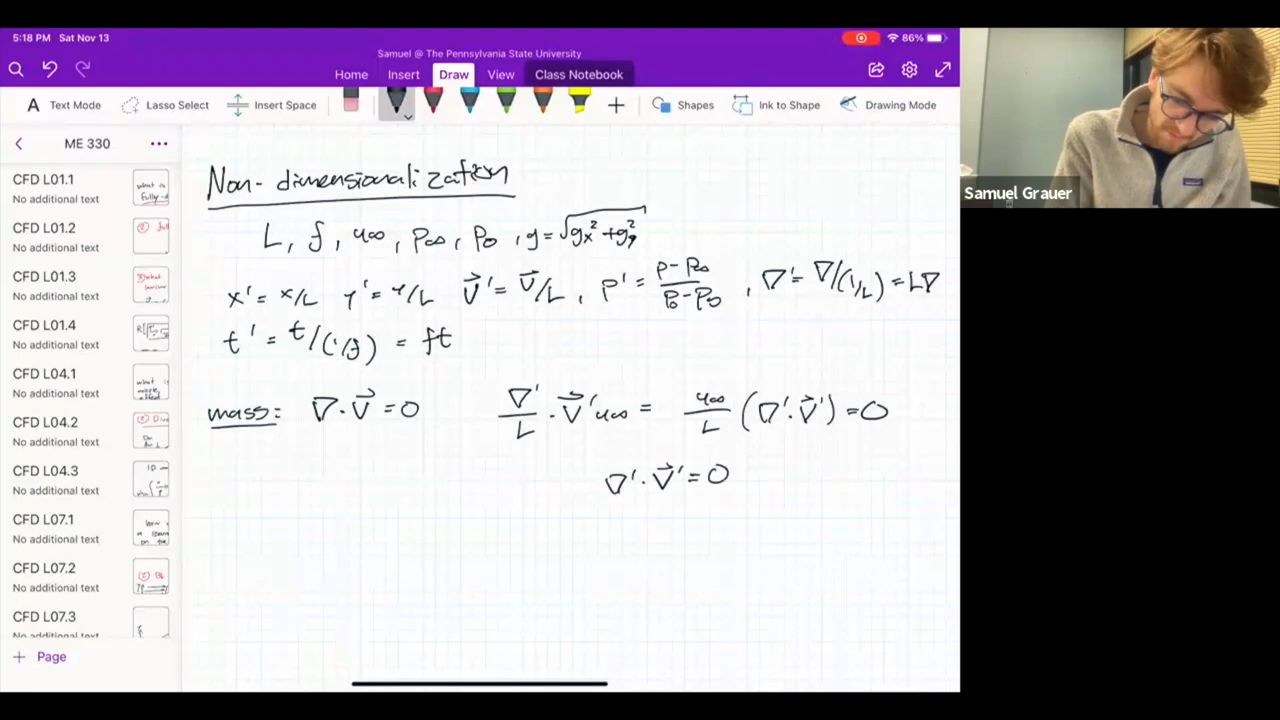 5:18 PM Sat Nov 13
86%
Samuel @ The Pennsylvania State University
Home Insert Draw View Class Notebook
Text Mode Lasso Select Insert Space Shapes Ink to Shape Drawing Mode
ME 330
CFD L01.1
No additional text
CFD L01.2
No additional text
CFD L01.3
No additional text
CFD L01.4
No additional text
CFD L04.1
No additional text
CFD L04.2
No additional text
CFD L04.3
No additional text
CFD L07.1
No additional text
CFD L07.2
No additional text
CFD L07.3
No additional text
+ Page
Non-dimensionalization
L, f, u∞, p∞, p₀, g = √(gx² + gy²)
x' = x/L y' = y/L V⃗' = V⃗/L, p' = (p - p∞)/(p₀ - p∞), ∇' = ∇/(1/L) = L∇
t' = t/(1/f) = ft
mass: ∇·V⃗ = 0 ∇'/L · V⃗'u∞ = u∞/L (∇'·V⃗') = 0
∇'·V⃗' = 0
Samuel Grauer